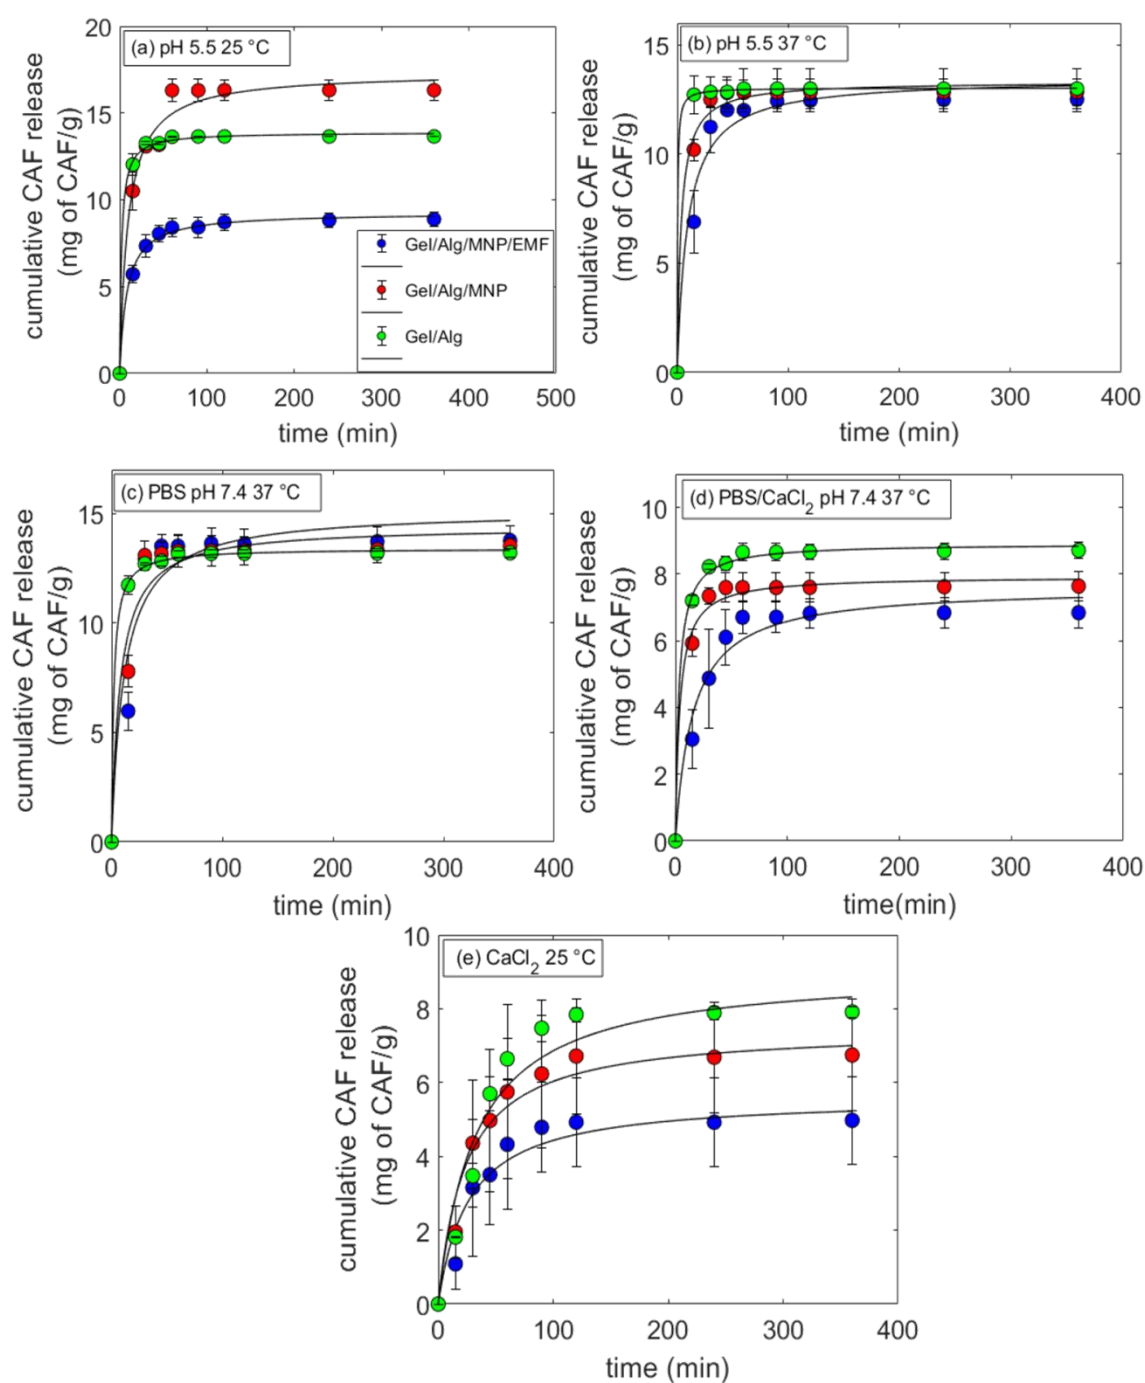 (a) pH 5.5 25 °C
cumulative CAF release
(mg of CAF/g)
20
15
10
5
0
Gel/Alg/MNP/EMF
Gel/Alg/MNP
Gel/Alg
0 100 200 300 400 500
time (min)
(b) pH 5.5 37 °C
cumulative CAF release
(mg of CAF/g)
15
10
5
0
0 100 200 300 400
time (min)
(c) PBS pH 7.4 37 °C
cumulative CAF release
(mg of CAF/g)
15
10
5
0
0 100 200 300 400
time (min)
(d) PBS/CaCl2 pH 7.4 37 °C
cumulative CAF release
(mg of CAF/g)
10
8
6
4
2
0
0 100 200 300 400
time(min)
(e) CaCl2 25 °C
cumulative CAF release
(mg of CAF/g)
10
8
6
4
2
0
0 100 200 300 400
time (min)